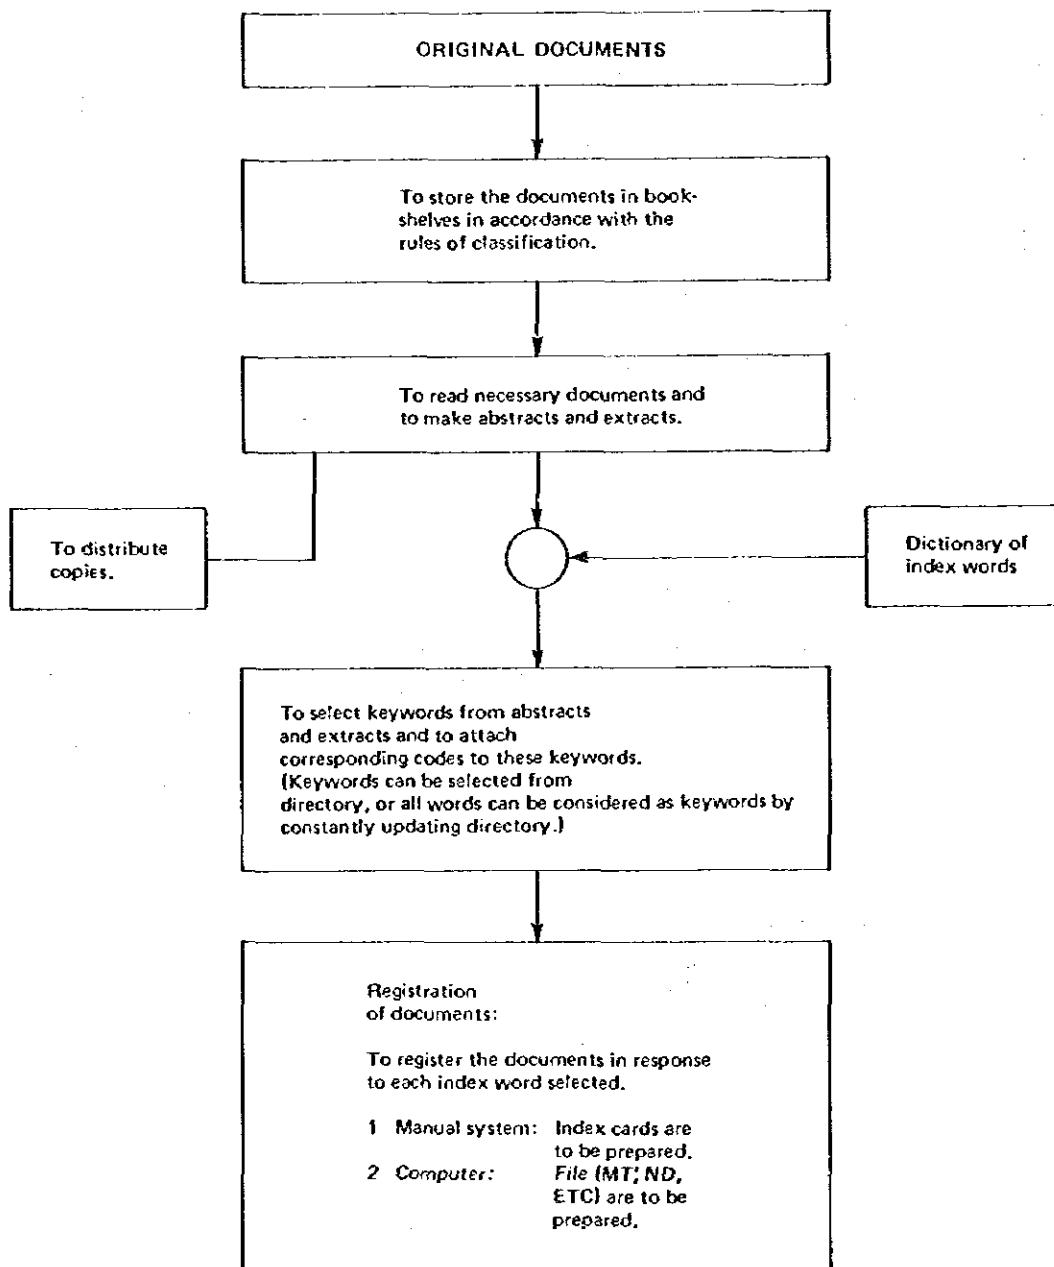 ORIGINAL DOCUMENTS
To store the documents in book-
shelves in accordance with the
rules of classification.
To read necessary documents and
to make abstracts and extracts.
To distribute
copies.
Dictionary of
index words
To select keywords from abstracts
and extracts and to attach
corresponding codes to these keywords.
(Keywords can be selected from
directory, or all words can be considered as keywords by
constantly updating directory.)
Registration
of documents:
To register the documents in response
to each index word selected.
1 Manual system: Index cards are
to be prepared.
2 Computer: File (MT, ND,
ETC) are to be
prepared.